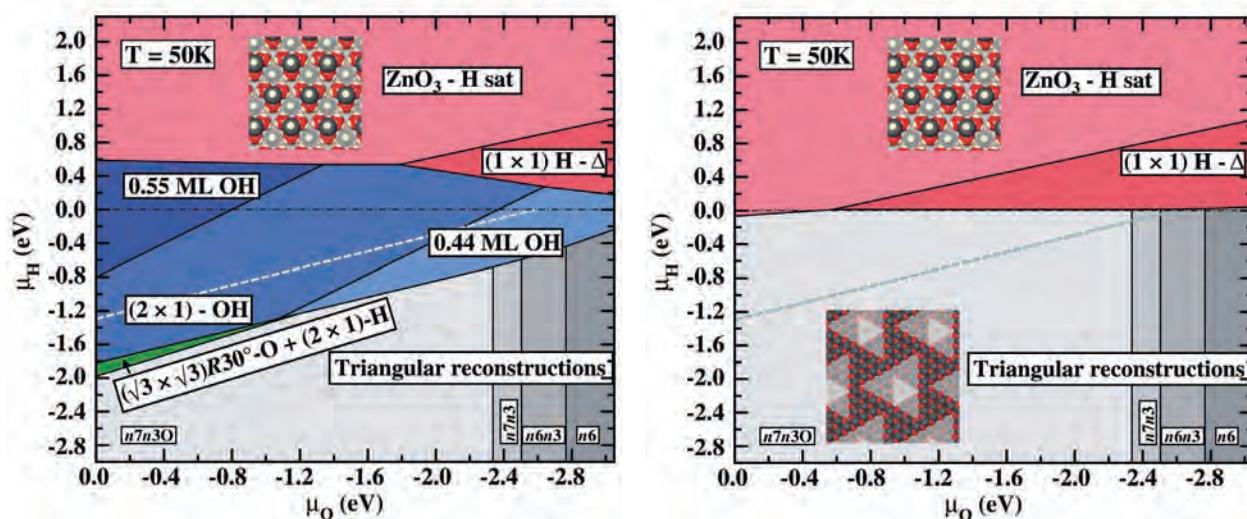 2.0
1.6
1.2
0.8
0.4
0.0
-0.4
-0.8
-1.2
-1.6
-2.0
-2.4
-2.8
μH (eV)
T = 50K
ZnO3 - H sat
(1 × 1) H - Δ
0.55 ML OH
0.44 ML OH
(2 × 1) - OH
(√3 × √3)R30°-O + (2 × 1)-H
Triangular reconstructions
n7n3O
n7n3
n6n3
n6
0.0 -0.4 -0.8 -1.2 -1.6 -2.0 -2.4 -2.8
μO (eV)
2.0
1.6
1.2
0.8
0.4
0.0
-0.4
-0.8
-1.2
-1.6
-2.0
-2.4
-2.8
μH (eV)
T = 50K
ZnO3 - H sat
(1 × 1) H - Δ
Triangular reconstructions
n7n3O
n7n3
n6n3
n6
0.0 -0.4 -0.8 -1.2 -1.6 -2.0 -2.4 -2.8
μO (eV)